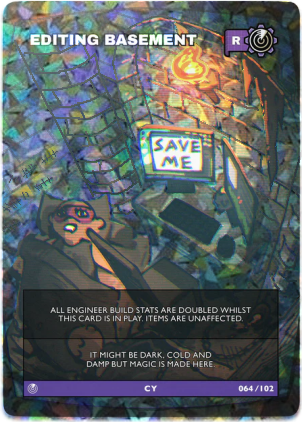 EDITING BASEMENT
R
SAVE
ME
ALL ENGINEER BUILD STATS ARE DOUBLED WHILST
THIS CARD IS IN PLAY. ITEMS ARE UNAFFECTED.
IT MIGHT BE DARK, COLD AND
DAMP BUT MAGIC IS MADE HERE
CY
064 /102